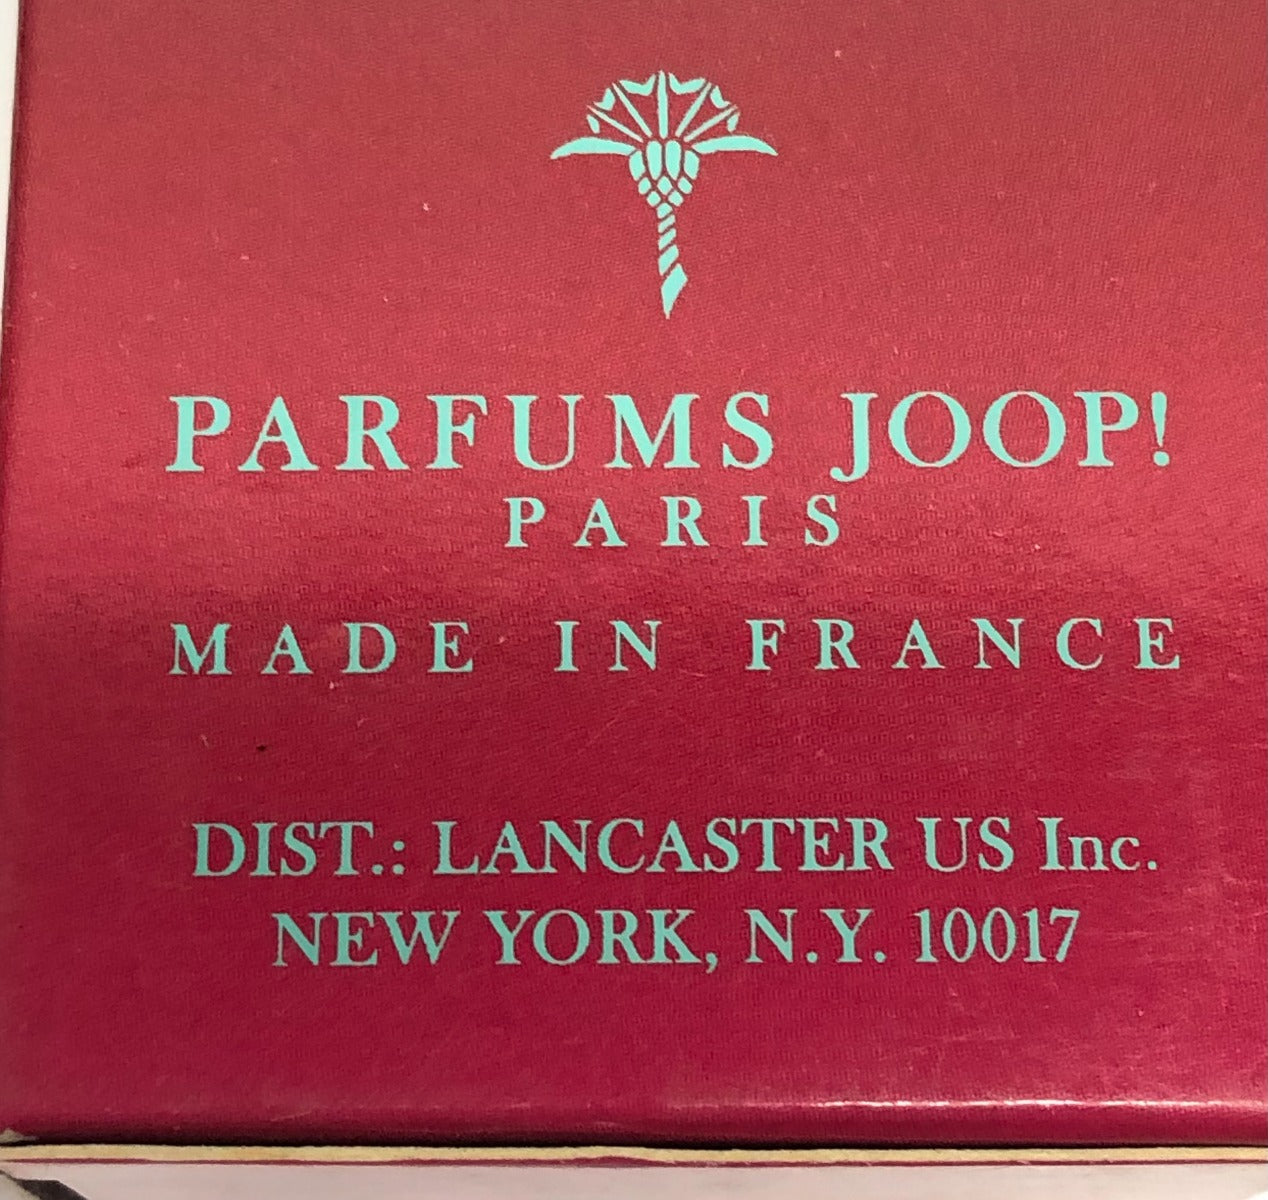 PARFUMS JOOP!
PARIS
MADE IN FRANCE
DIST.: LANCASTER US Inc.
NEW YORK, N.Y. 10017